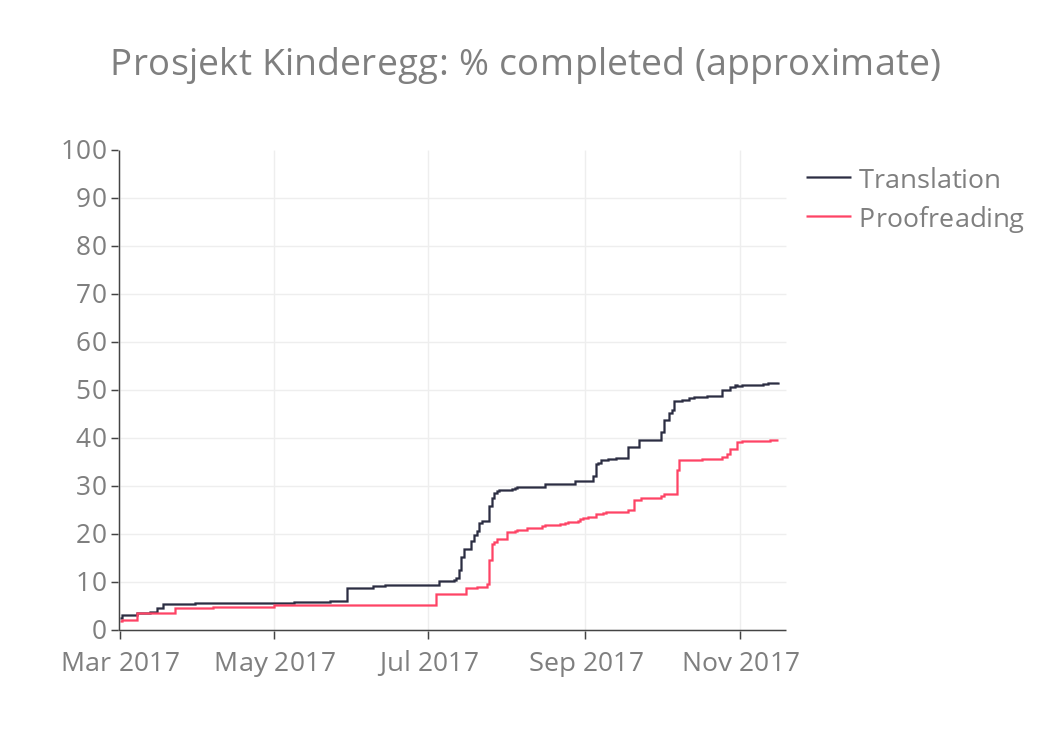 Prosjekt Kinderegg: % completed (approximate)
100
90
80
70
60
50
40
30
20
10
0
Mar 2017 May 2017 Jul 2017 Sep 2017 Nov 2017
Translation
Proofreading